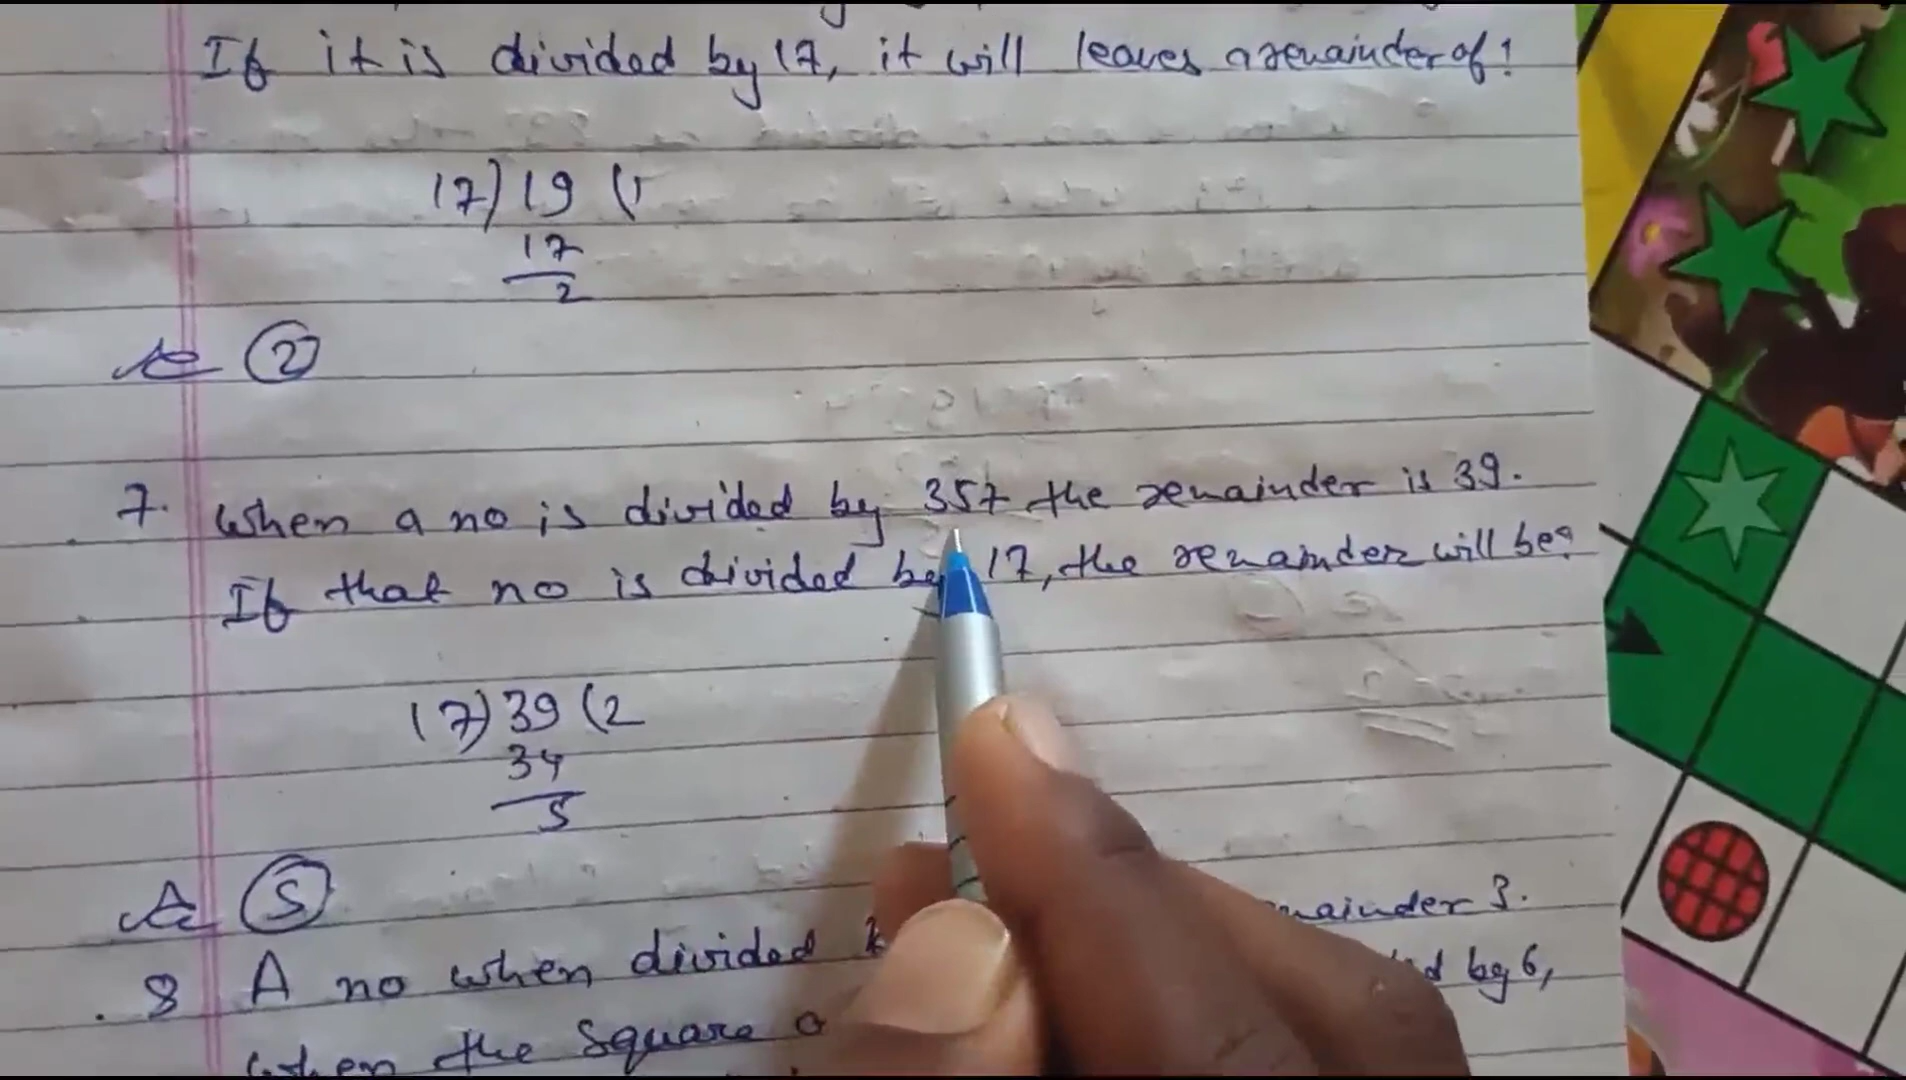 If it is divided by 17, it will leaves a remainder of!
17) 19 (1
17
2
(2)
7. When a no is divided by 357 the remainder is 39.
If that no is divided by 17, the remainder will be?
17) 39 (2
34
5
(5)
8 A no when divided remainder 3.
by 6,
when the square